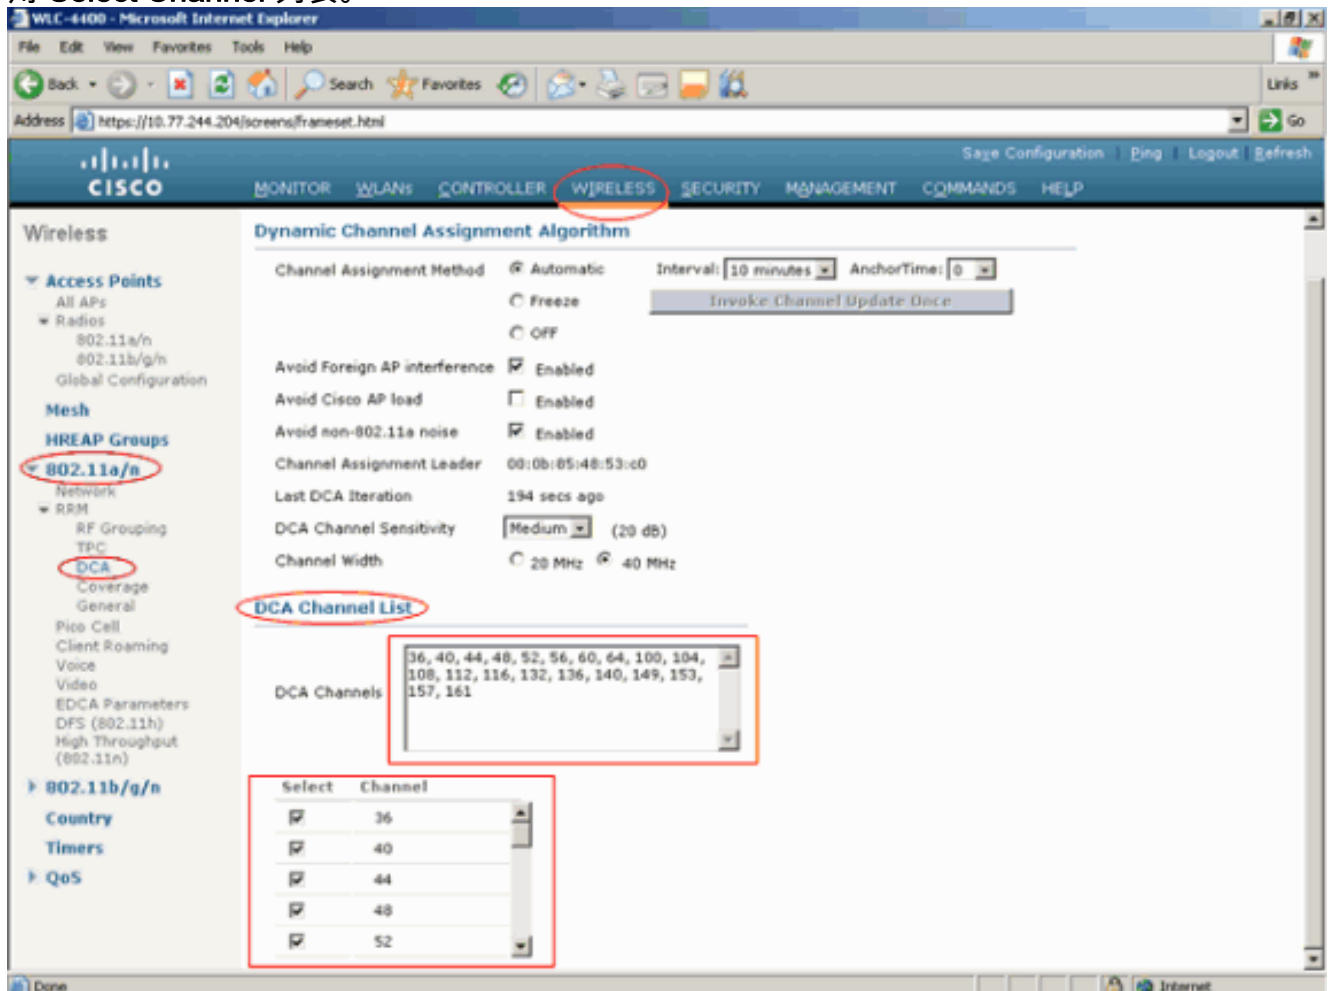 Select Channel
WLC-4400 - Microsoft Internet Explorer
File Edit View Favorites Tools Help
Back Search Favorites Links
Address https://10.77.244.204/screens/frameset.html Go
Save Configuration Ping Logout Refresh
CISCO MONITOR WLANs CONTROLLER WIRELESS SECURITY MANAGEMENT COMMANDS HELP
Wireless
Access Points
All APs
Radios
802.11a/n
802.11b/g/n
Global Configuration
Mesh
HREAP Groups
802.11a/n
Network
RRM
RF Grouping
TPC
DCA
Coverage
General
Pico Cell
Client Roaming
Voice
Video
EDCA Parameters
DFS (802.11h)
High Throughput
(802.11n)
802.11b/g/n
Country
Timers
QoS
Dynamic Channel Assignment Algorithm
Channel Assignment Method Automatic Interval: 10 minutes AnchorTime: 0
Freeze Invoke Channel Update Once
OFF
Avoid Foreign AP interference Enabled
Avoid Cisco AP load Enabled
Avoid non-802.11a noise Enabled
Channel Assignment Leader 00:0b:85:48:53:c0
Last DCA Iteration 194 secs ago
DCA Channel Sensitivity Medium (20 dB)
Channel Width 20 MHz 40 MHz
DCA Channel List
DCA Channels
36, 40, 44, 48, 52, 56, 60, 64, 100, 104,
108, 112, 116, 132, 136, 140, 149, 153,
157, 161
Select Channel
36
40
44
48
52
Done Internet